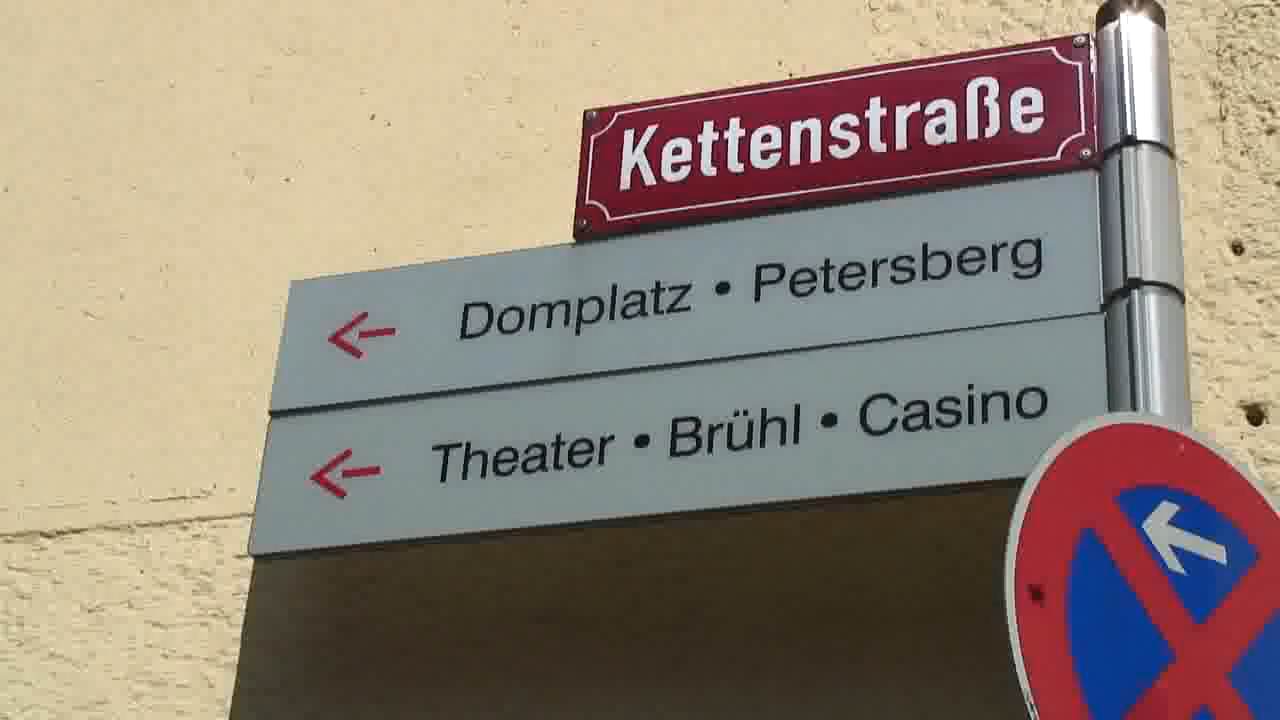 Kettenstraße
Domplatz • Petersberg
Theater • Brühl • Casino